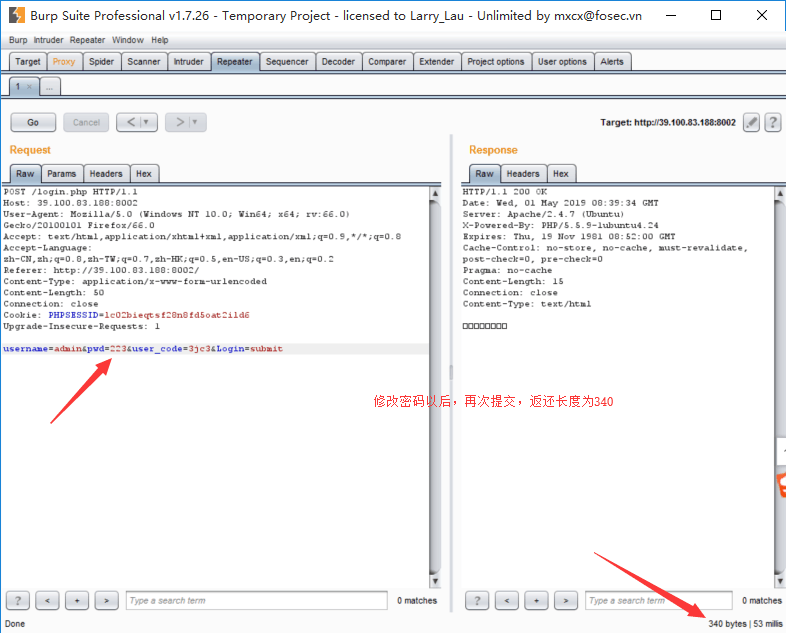 Burp Suite Professional v1.7.26 - Temporary Project - licensed to Larry_Lau - Unlimited by mxcx@fosec.vn
Burp Intruder Repeater Window Help
Target Proxy Spider Scanner Intruder Repeater Sequencer Decoder Comparer Extender Project options User options Alerts
1 × ...
Go Cancel < | ▼ > | ▼ Target: http://39.100.83.188:8002 ?
Request
Raw Params Headers Hex
POST /login.php HTTP/1.1
Host: 39.100.83.188:8002
User-Agent: Mozilla/5.0 (Windows NT 10.0; Win64; x64; rv:66.0)
Gecko/20100101 Firefox/66.0
Accept: text/html,application/xhtml+xml,application/xml;q=0.9,*/*;q=0.8
Accept-Language:
zh-CN,zh;q=0.8,zh-TW;q=0.7,zh-HK;q=0.5,en-US;q=0.3,en;q=0.2
Referer: http://39.100.83.188:8002/
Content-Type: application/x-www-form-urlencoded
Content-Length: 50
Connection: close
Cookie: PHPSESSID=lc02bieqtsf28n8fd5oat2ild6
Upgrade-Insecure-Requests: 1
username=admin&pwd=223&user_code=3jc3&Login=submit
Response
Raw Headers Hex
HTTP/1.1 200 OK
Date: Wed, 01 May 2019 08:39:34 GMT
Server: Apache/2.4.7 (Ubuntu)
X-Powered-By: PHP/5.5.9-1ubuntu4.24
Expires: Thu, 19 Nov 1981 08:52:00 GMT
Cache-Control: no-store, no-cache, must-revalidate,
post-check=0, pre-check=0
Pragma: no-cache
Content-Length: 15
Connection: close
Content-Type: text/html
□□□□□□□□
修改密码以后，再次提交，返还长度为340
? < + > Type a search term 0 matches
? < + > Type a search term 0 matches
Done 340 bytes | 53 millis